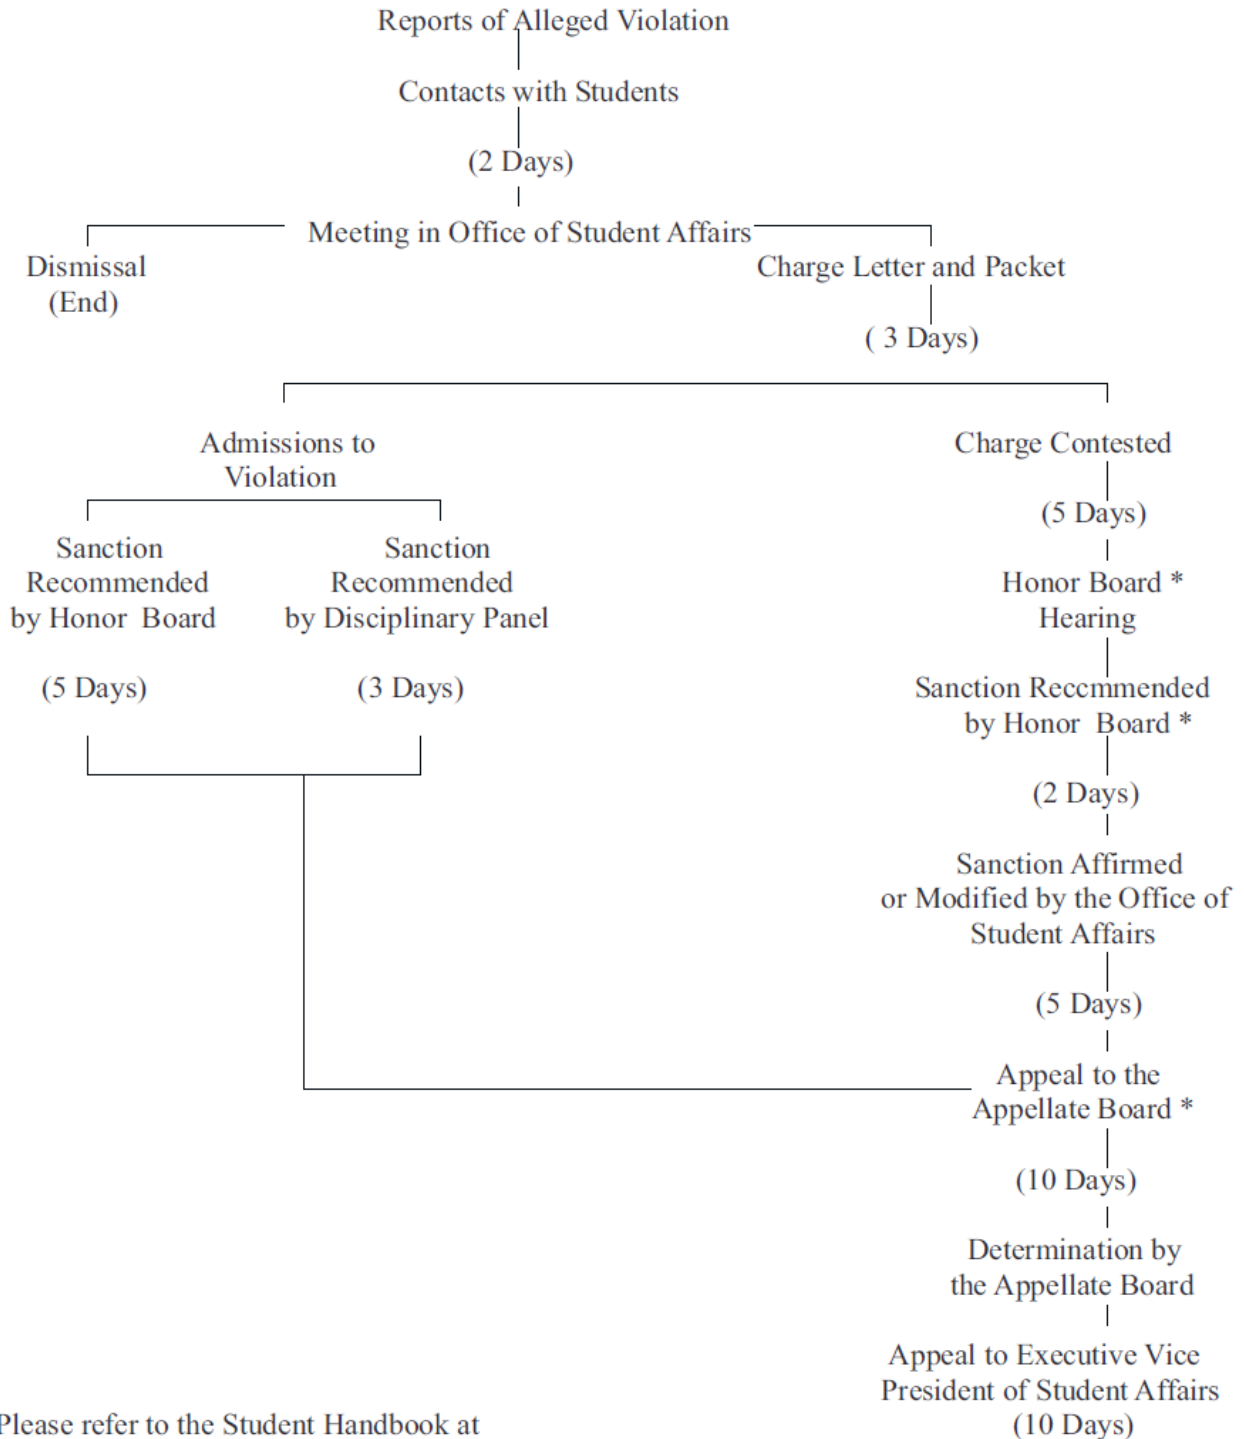 Reports of Alleged Violation
Contacts with Students
(2 Days)
Meeting in Office of Student Affairs
Dismissal
(End)
Charge Letter and Packet
( 3 Days)
Admissions to
Violation
Sanction
Recommended
by Honor Board
(5 Days)
Sanction
Recommended
by Disciplinary Panel
(3 Days)
Charge Contested
(5 Days)
Honor Board *
Hearing
Sanction Recommended
by Honor Board *
(2 Days)
Sanction Affirmed
or Modified by the Office of
Student Affairs
(5 Days)
Appeal to the
Appellate Board *
(10 Days)
Determination by
the Appellate Board
Appeal to Executive Vice
President of Student Affairs
(10 Days)
Please refer to the Student Handbook at